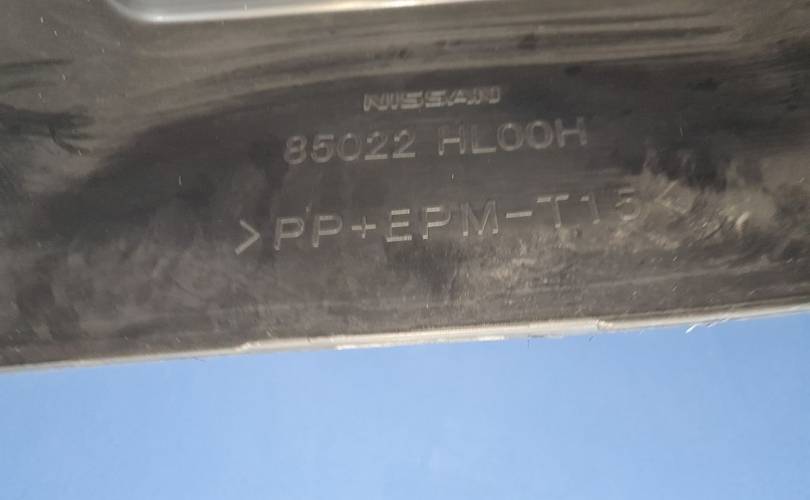 NISSAN
85022 HL00H
>PP+EPM-T15